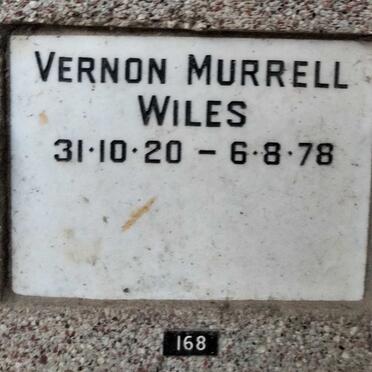 VERNON MURRELL
WILES
31·10·20 – 6·8·78
168